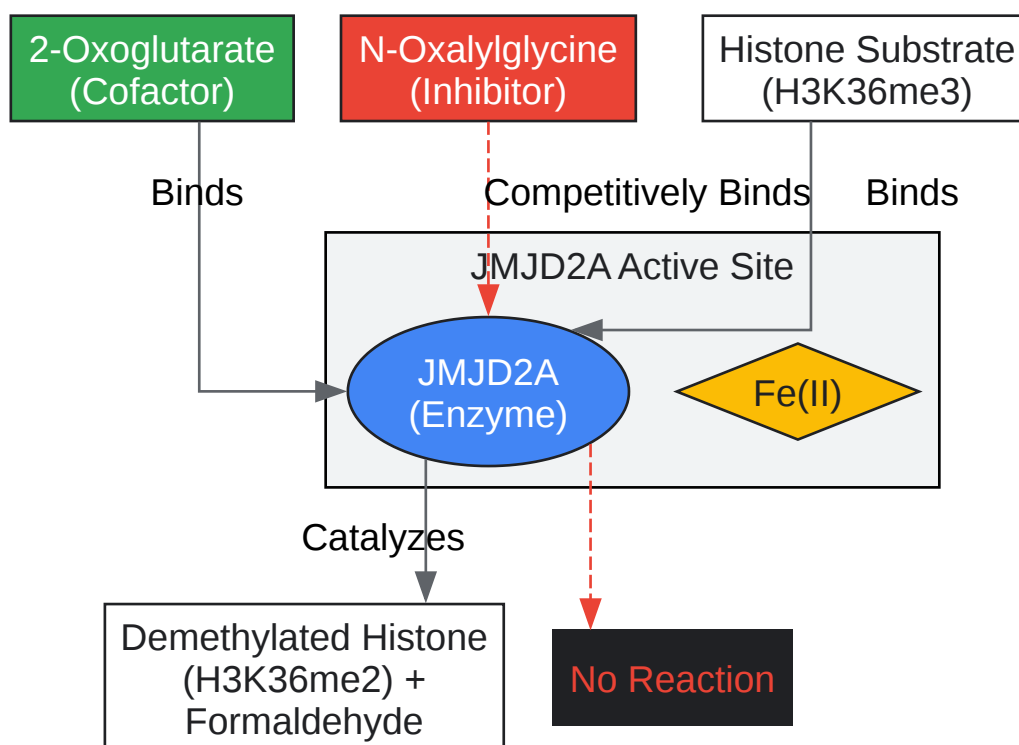 2-Oxoglutarate
(Cofactor)
N-Oxalylglycine
(Inhibitor)
Histone Substrate
(H3K36me3)
Binds
Competitively Binds
Binds
JMJD2A Active Site
JMJD2A
(Enzyme)
Fe(II)
Catalyzes
Demethylated Histone
(H3K36me2) +
Formaldehyde
No Reaction